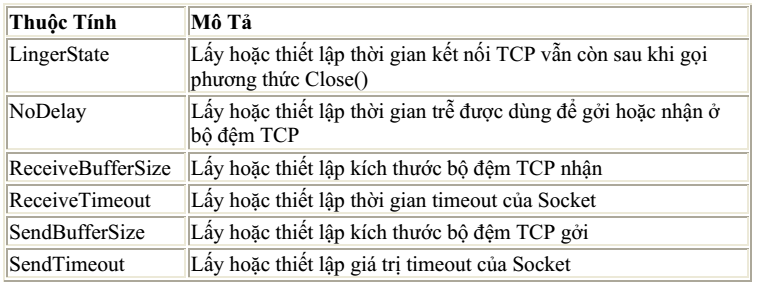 Thuộc Tính Mô Tả
LingerState Lấy hoặc thiết lập thời gian kết nối TCP vẫn còn sau khi gọi
phương thức Close()
NoDelay Lấy hoặc thiết lập thời gian trễ được dùng để gởi hoặc nhận ở
bộ đệm TCP
ReceiveBufferSize Lấy hoặc thiết lập kích thước bộ đệm TCP nhận
ReceiveTimeout Lấy hoặc thiết lập thời gian timeout của Socket
SendBufferSize Lấy hoặc thiết lập kích thước bộ đệm TCP gởi
SendTimeout Lấy hoặc thiết lập giá trị timeout của Socket